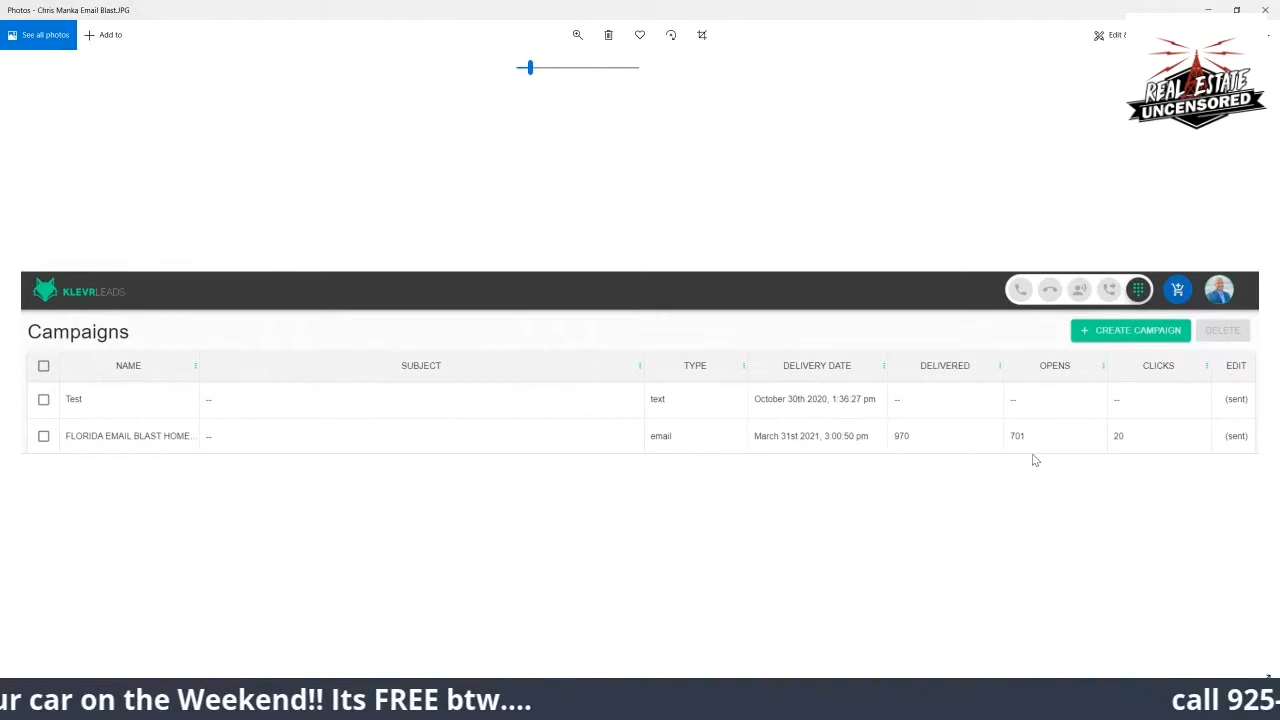 Photos - Chris Manka Email Blast.JPG
See all photos
Add to
Edit &
REAL ESTATE
UNCENSORED
KLEVRLEADS
Campaigns
+ CREATE CAMPAIGN DELETE
NAME SUBJECT TYPE DELIVERY DATE DELIVERED OPENS CLICKS EDIT
Test -- text October 30th 2020, 1:36:27 pm -- -- -- (sent)
FLORIDA EMAIL BLAST HOME... -- email March 31st 2021, 3:00:50 pm 970 701 20 (sent)
ur car on the Weekend!! Its FREE btw.... call 925-